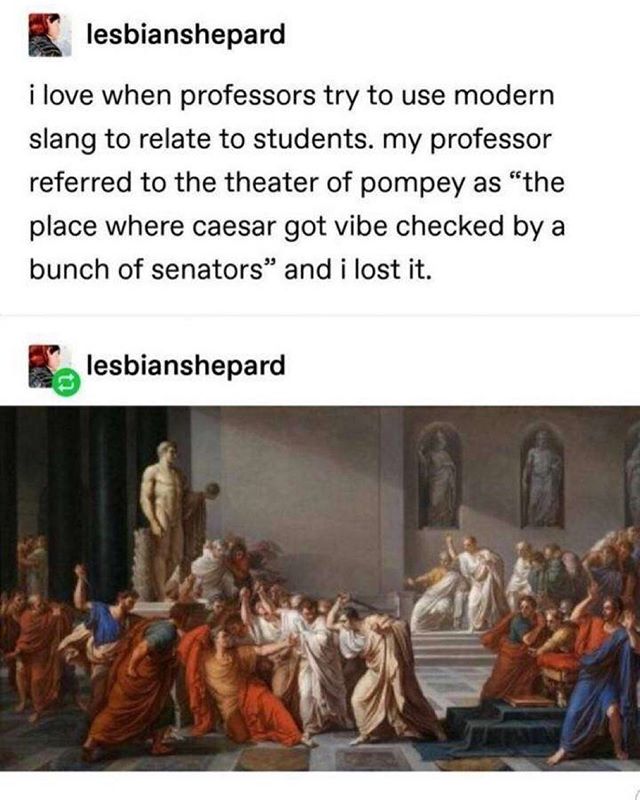 lesbianshepard
i love when professors try to use modern
slang to relate to students. my professor
referred to the theater of pompey as “the
place where caesar got vibe checked by a
bunch of senators” and i lost it.
lesbianshepard